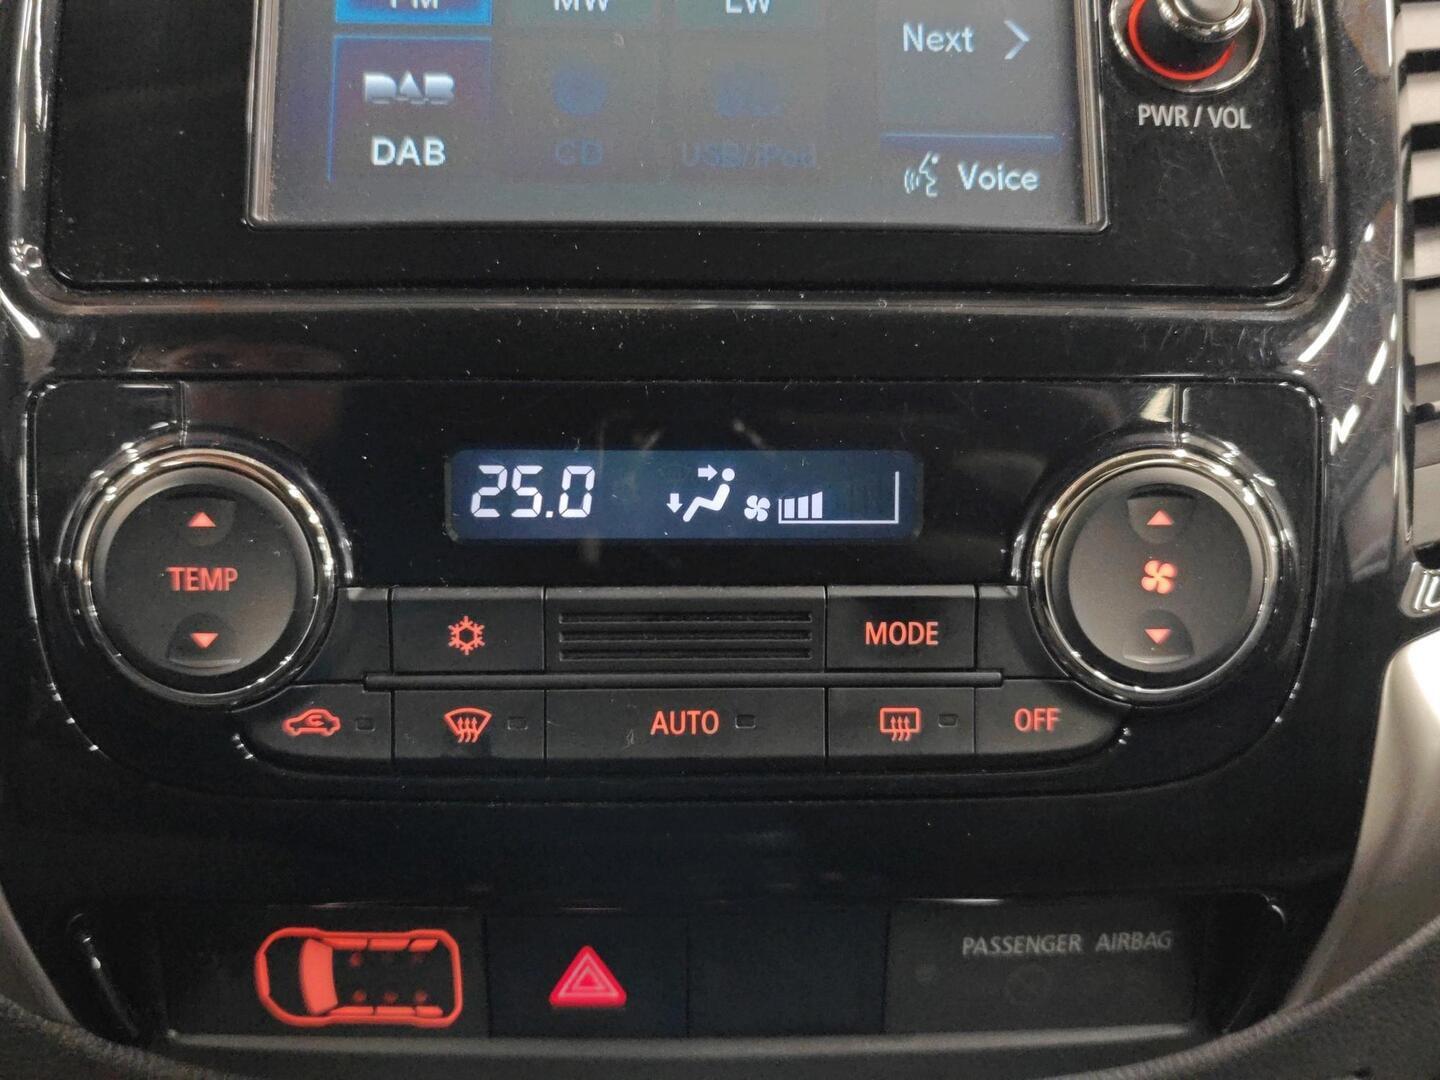 FM MW LW
Next
DAB
DAB CD USB/iPod
Voice
PWR / VOL
25.0
TEMP
MODE
AUTO
OFF
PASSENGER AIRBAG